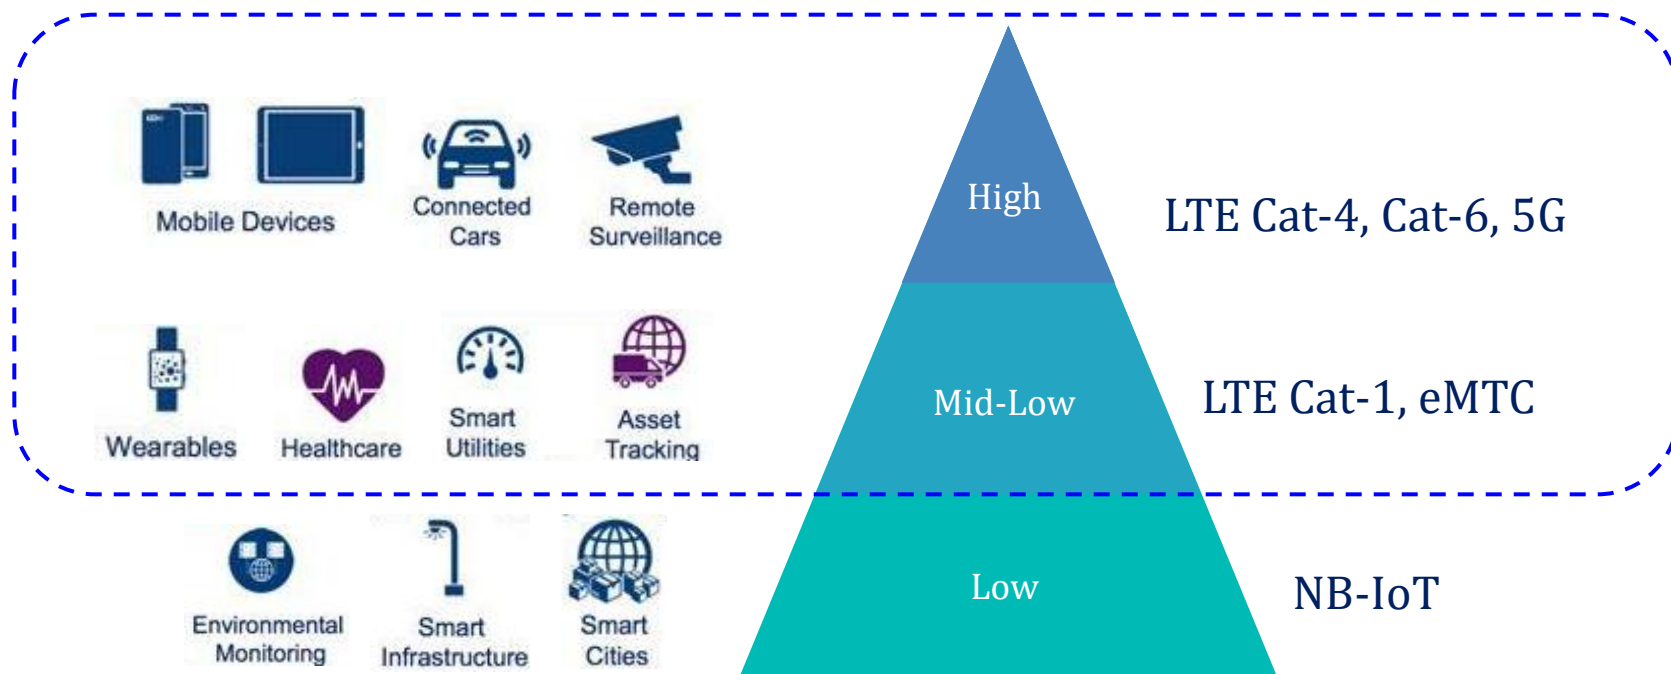 Mobile Devices
Connected
Cars
Remote
Surveillance
High
LTE Cat-4, Cat-6, 5G
Wearables
Healthcare
Smart
Utilities
Asset
Tracking
Mid-Low
LTE Cat-1, eMTC
Environmental
Monitoring
Smart
Infrastructure
Smart
Cities
Low
NB-IoT